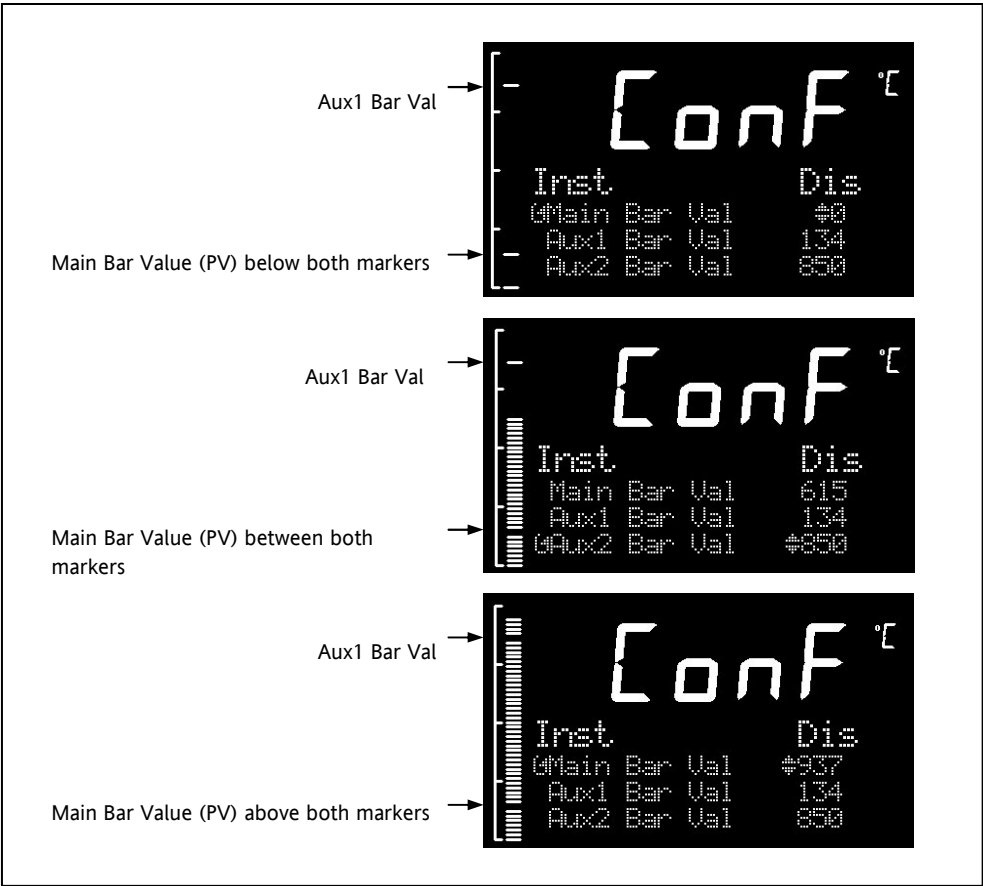 Aux1 Bar Val
ConF °C
Inst Dis
Main Bar Val 0
Aux1 Bar Val 134
Main Bar Value (PV) below both markers
Aux2 Bar Val 850
Aux1 Bar Val
ConF °C
Inst Dis
Main Bar Val 615
Aux1 Bar Val 134
Main Bar Value (PV) between both
markers
Aux2 Bar Val 850
Aux1 Bar Val
ConF °C
Inst Dis
Main Bar Val 937
Aux1 Bar Val 134
Main Bar Value (PV) above both markers
Aux2 Bar Val 850